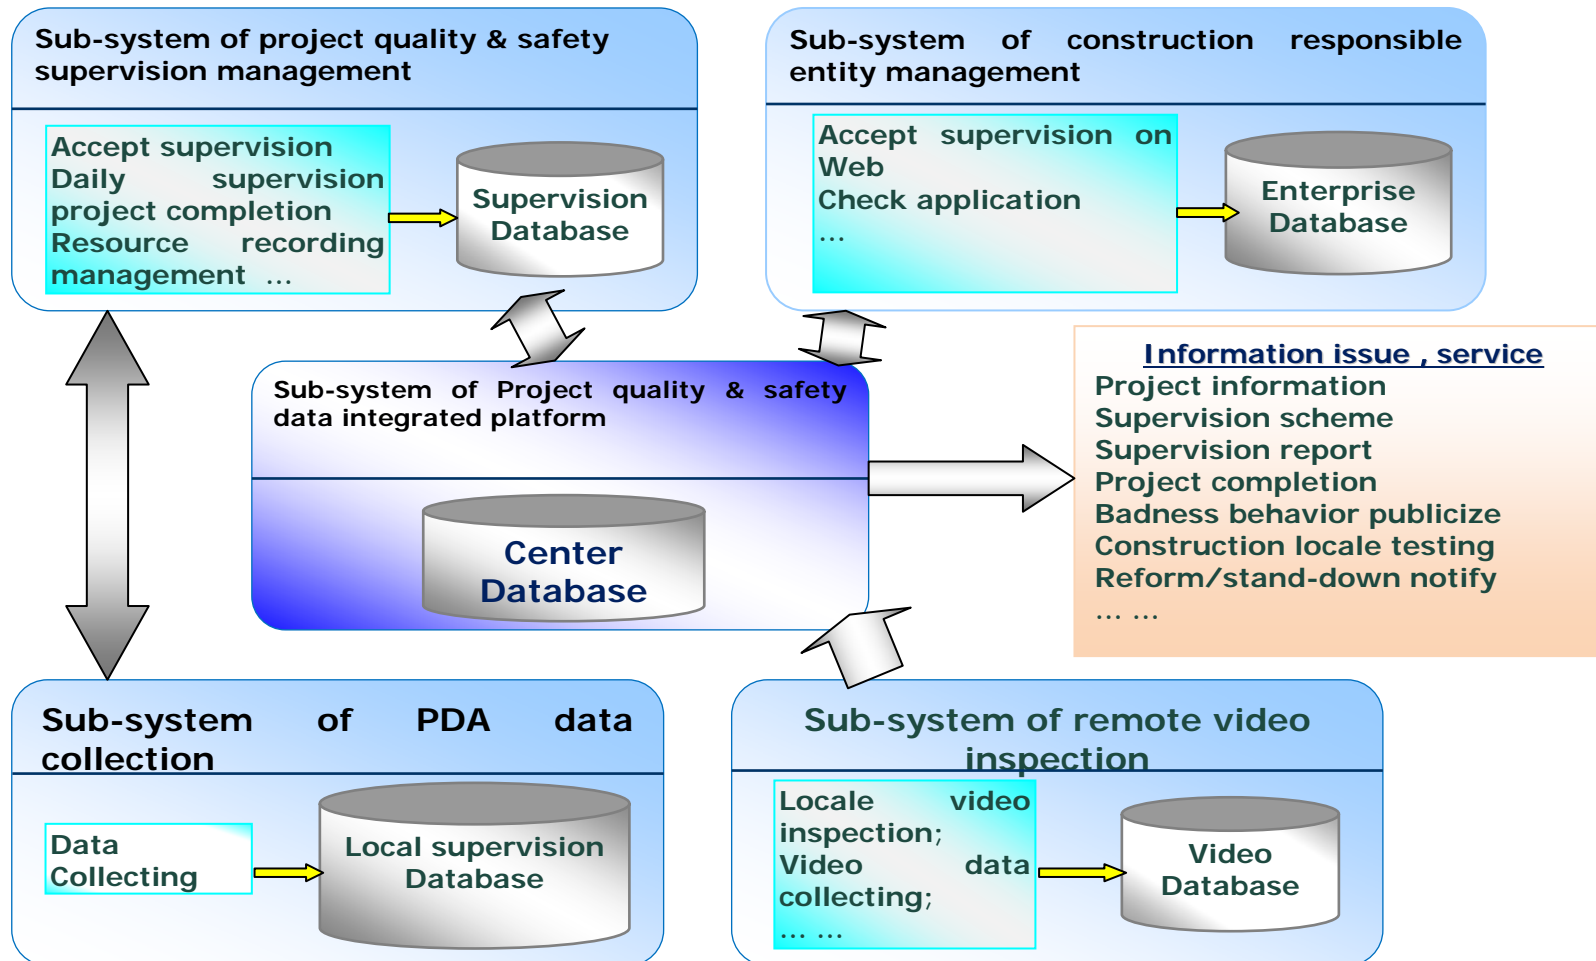 Sub-system of project quality & safety
supervision management
Accept supervision
Daily supervision
project completion
Resource recording
management ...
Supervision
Database
Sub-system of construction responsible
entity management
Accept supervision on
Web
Check application
...
Enterprise
Database
Sub-system of Project quality & safety
data integrated platform
Center
Database
Information issue , service
Project information
Supervision scheme
Supervision report
Project completion
Badness behavior publicize
Construction locale testing
Reform/stand-down notify
... ...
Sub-system of PDA data
collection
Data
Collecting
Local supervision
Database
Sub-system of remote video
inspection
Locale video
inspection;
Video data
collecting;
... ...
Video
Database